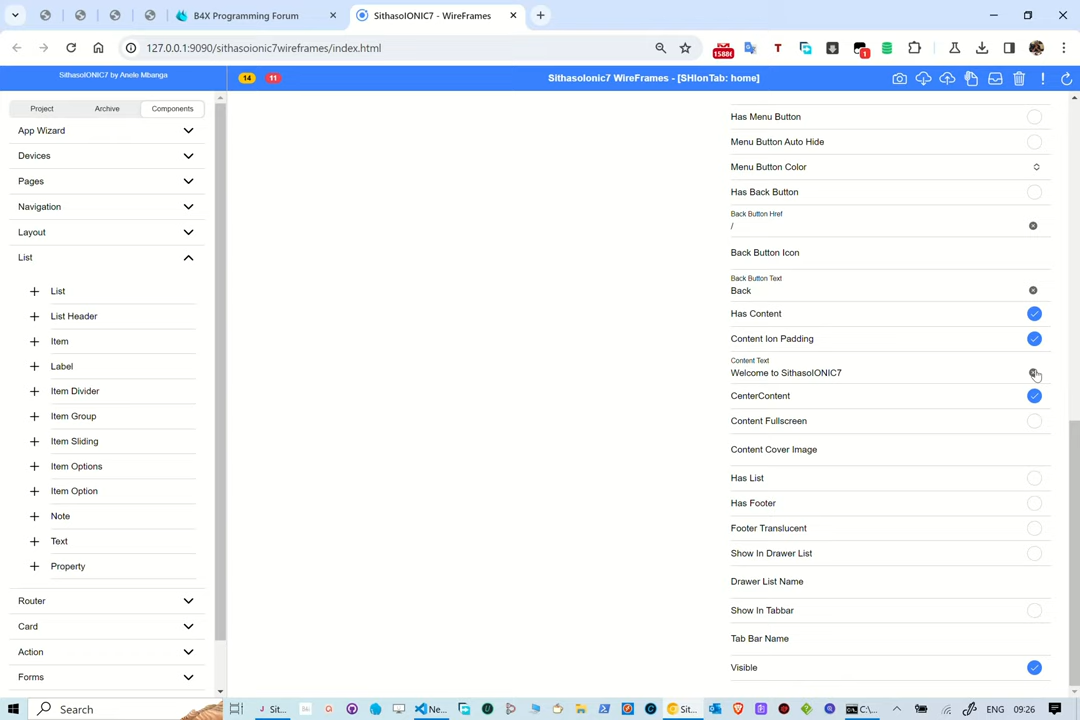 B4X Programming Forum
SithasoIONIC7 - WireFrames
127.0.0.1:9090/sithasoionic7wireframes/index.html
1
SithasoIONIC7 by Anele Mbanga
14
11
SithasoIonic7 WireFrames - [SHIonTab: home]
Project
Archive
Components
App Wizard
Devices
Pages
Navigation
Layout
List
List
List Header
Item
Label
Item Divider
Item Group
Item Sliding
Item Options
Item Option
Note
Text
Property
Router
Card
Action
Forms
Has Menu Button
Menu Button Auto Hide
Menu Button Color
Has Back Button
Back Button Href
/
Back Button Icon
Back Button Text
Back
Has Content
Content Ion Padding
Content Text
Welcome to SithasoIONIC7
CenterContent
Content Fullscreen
Content Cover Image
Has List
Has Footer
Footer Translucent
Show In Drawer List
Drawer List Name
Show In Tabbar
Tab Bar Name
Visible
Search
Sit...
Ne...
Sit...
C:\...
ENG
09:26